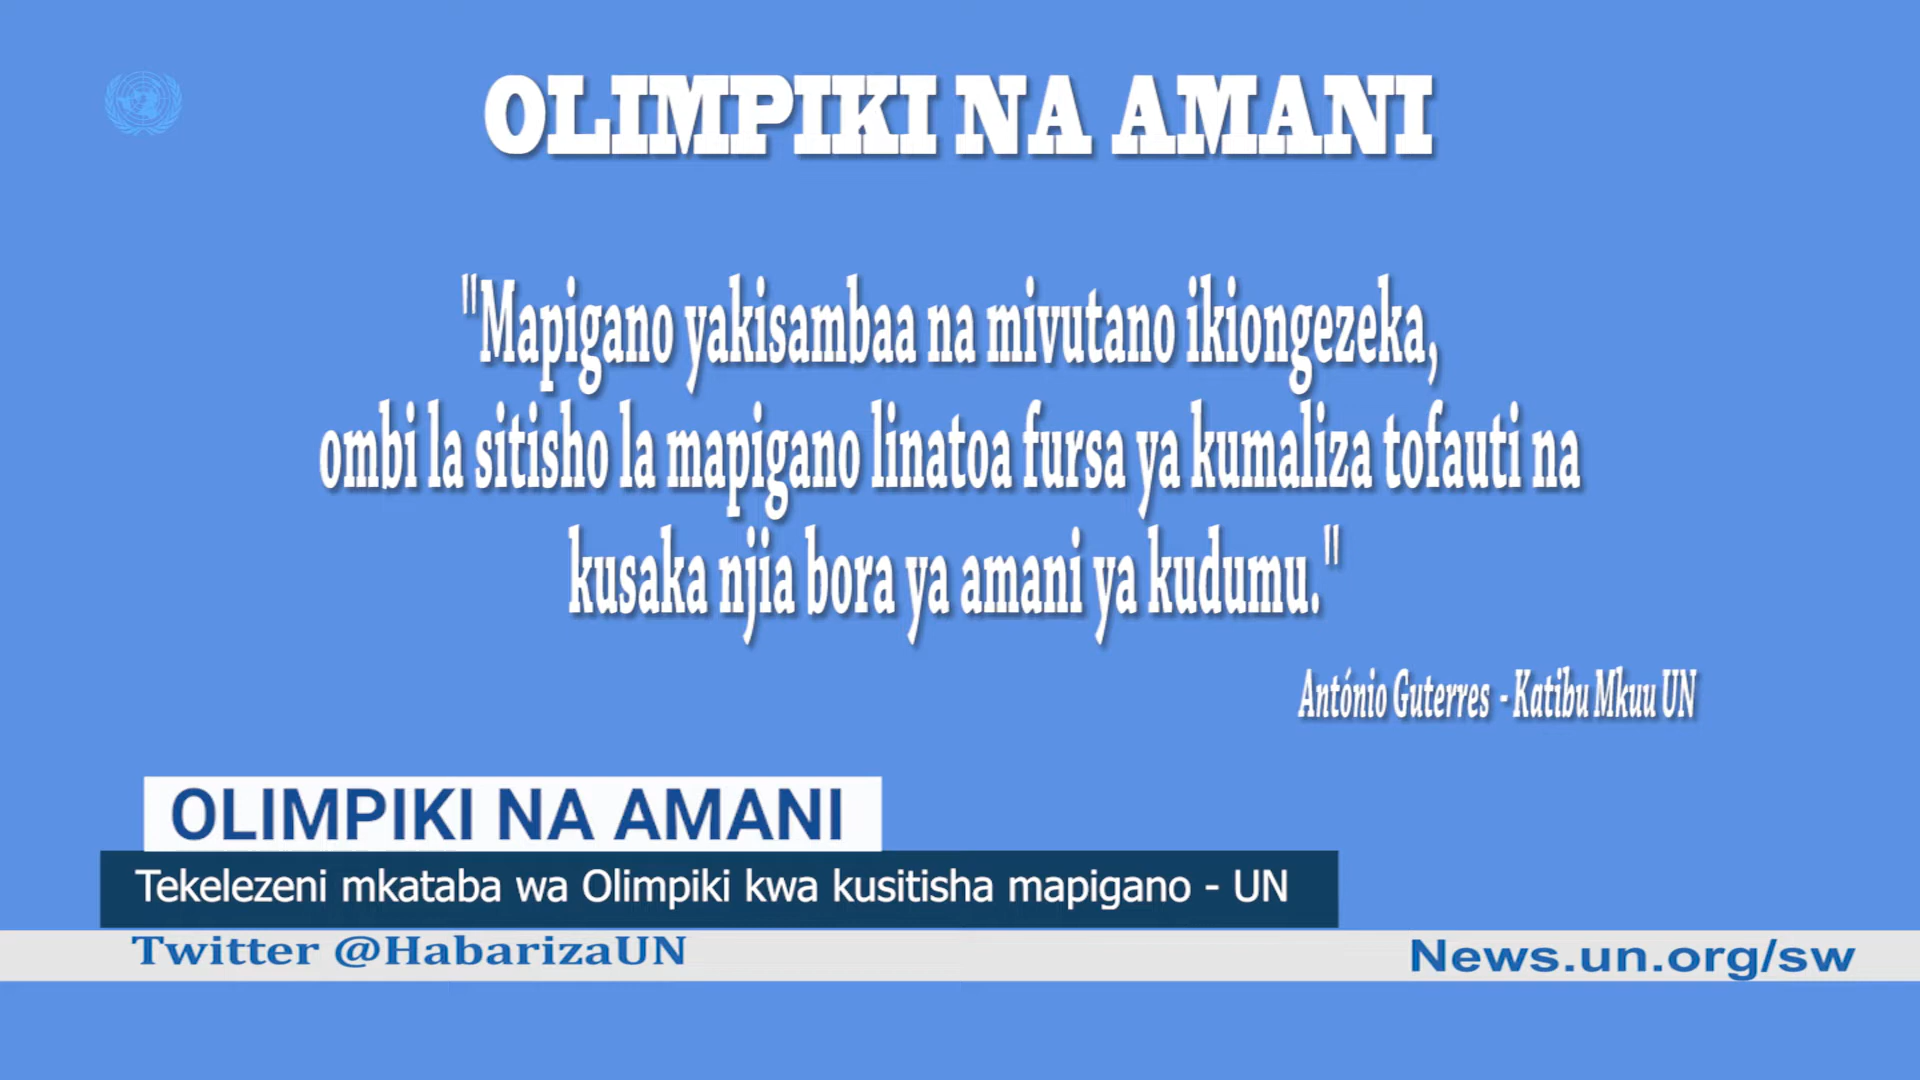 OLIMPIKI NA AMANI
"Mapigano yakisambaa na mivutano ikiongezeka,
ombi la sitisho la mapigano linatoa fursa ya kumaliza tofauti na
kusaka njia bora ya amani ya kudumu."
António Guterres - Katibu Mkuu UN
OLIMPIKI NA AMANI
Tekelezeni mkataba wa Olimpiki kwa kusitisha mapigano - UN
Twitter @HabarizaUN
News.un.org/sw